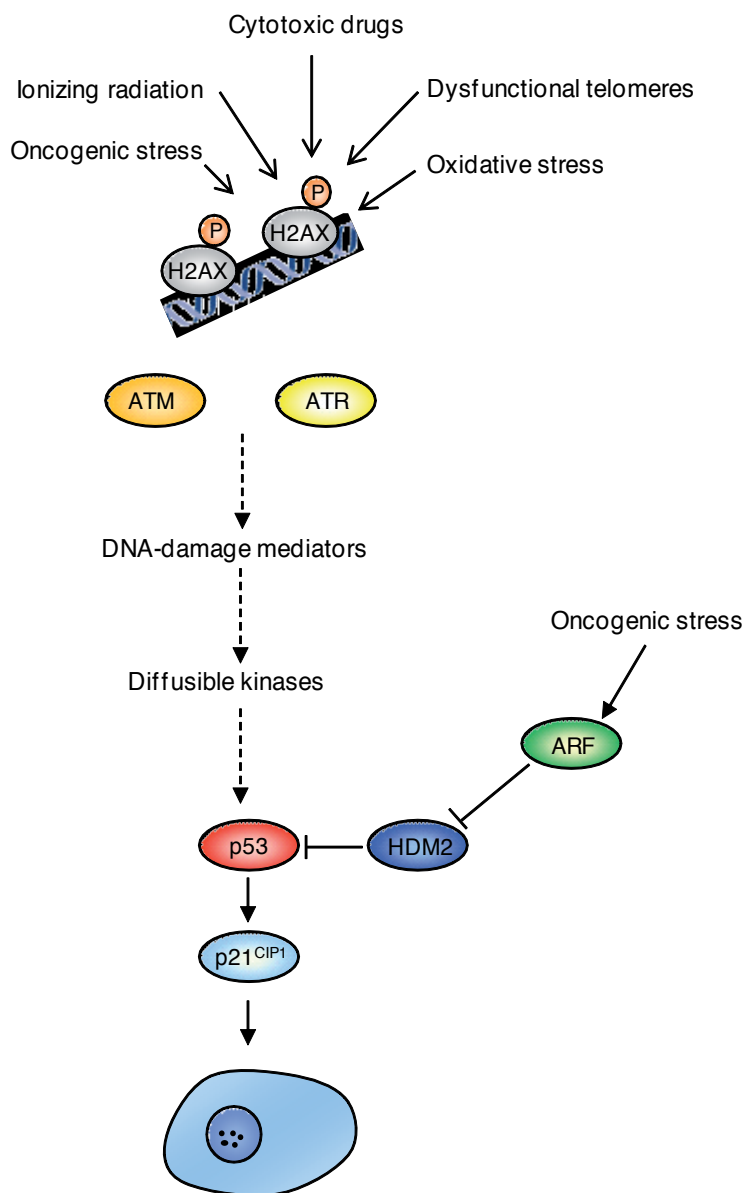 Cytotoxic drugs
Ionizing radiation
Dysfunctional telomeres
Oncogenic stress
Oxidative stress
P
P
H2AX
H2AX
ATM
ATR
DNA-damage mediators
Oncogenic stress
Diffusible kinases
ARF
p53
HDM2
p21CIP1